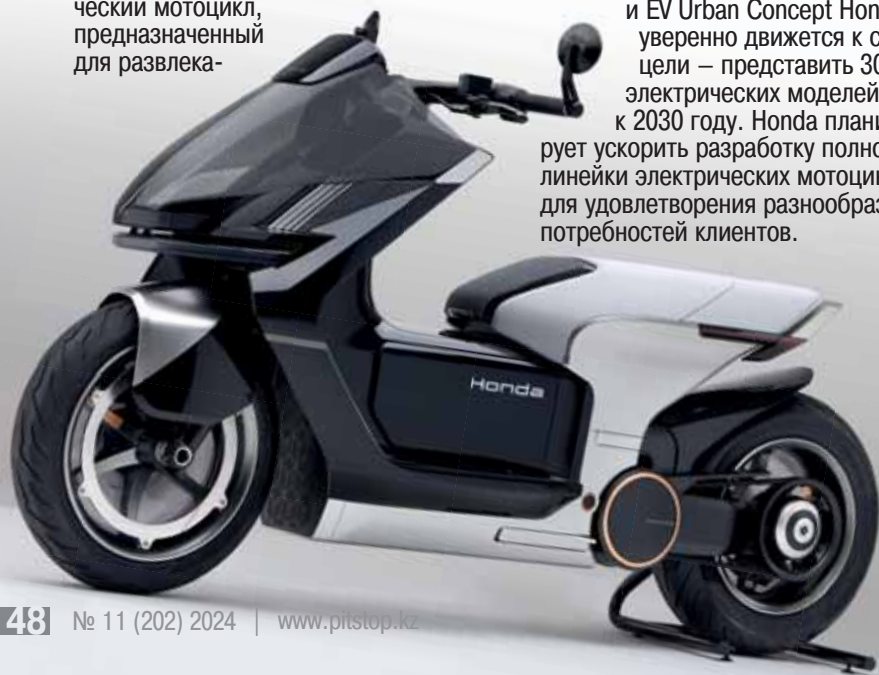 ческий мотоцикл,
предназначенный
для развлека-
и EV Urban Concept Hon
уверенно движется к с
цели – представить 30
электрических моделей
к 2030 году. Honda плани
рует ускорить разработку полно
линейки электрических мотоцик
для удовлетворения разнообраз
потребностей клиентов.
Honda
48 № 11 (202) 2024 | www.pitstop.kz